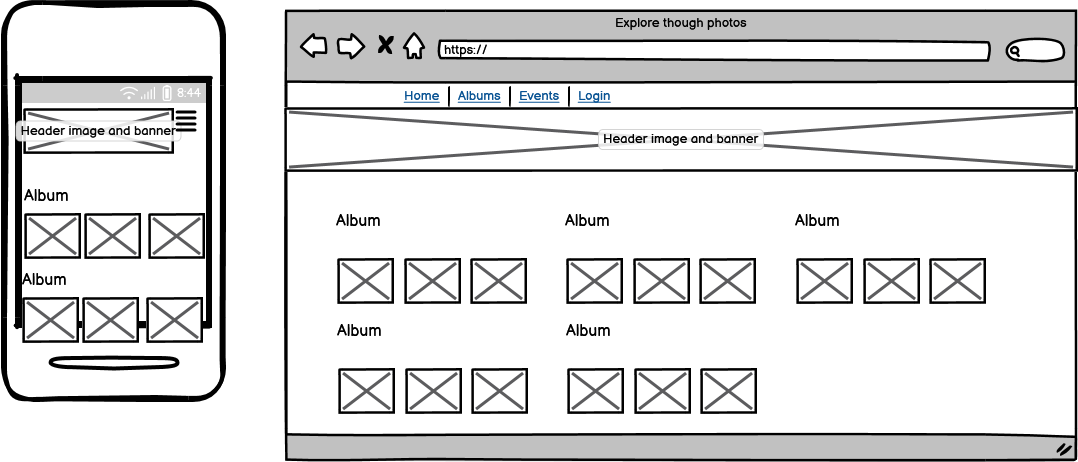 8:44
Header image and banner
Album
Album
Explore though photos
https://
Home Albums Events Login
Header image and banner
Album Album Album
Album Album